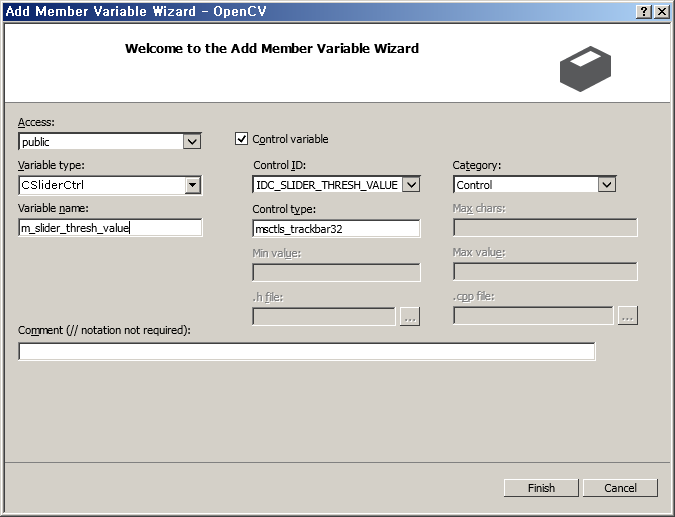 Add Member Variable Wizard - OpenCV
Welcome to the Add Member Variable Wizard
Access:
public
Control variable
Variable type:
Control ID:
Category:
CSliderCtrl
IDC_SLIDER_THRESH_VALUE
Control
Variable name:
Control type:
Max chars:
m_slider_thresh_value
msctls_trackbar32
Min value:
Max value:
.h file:
.cpp file:
...
...
Comment (// notation not required):
Finish
Cancel